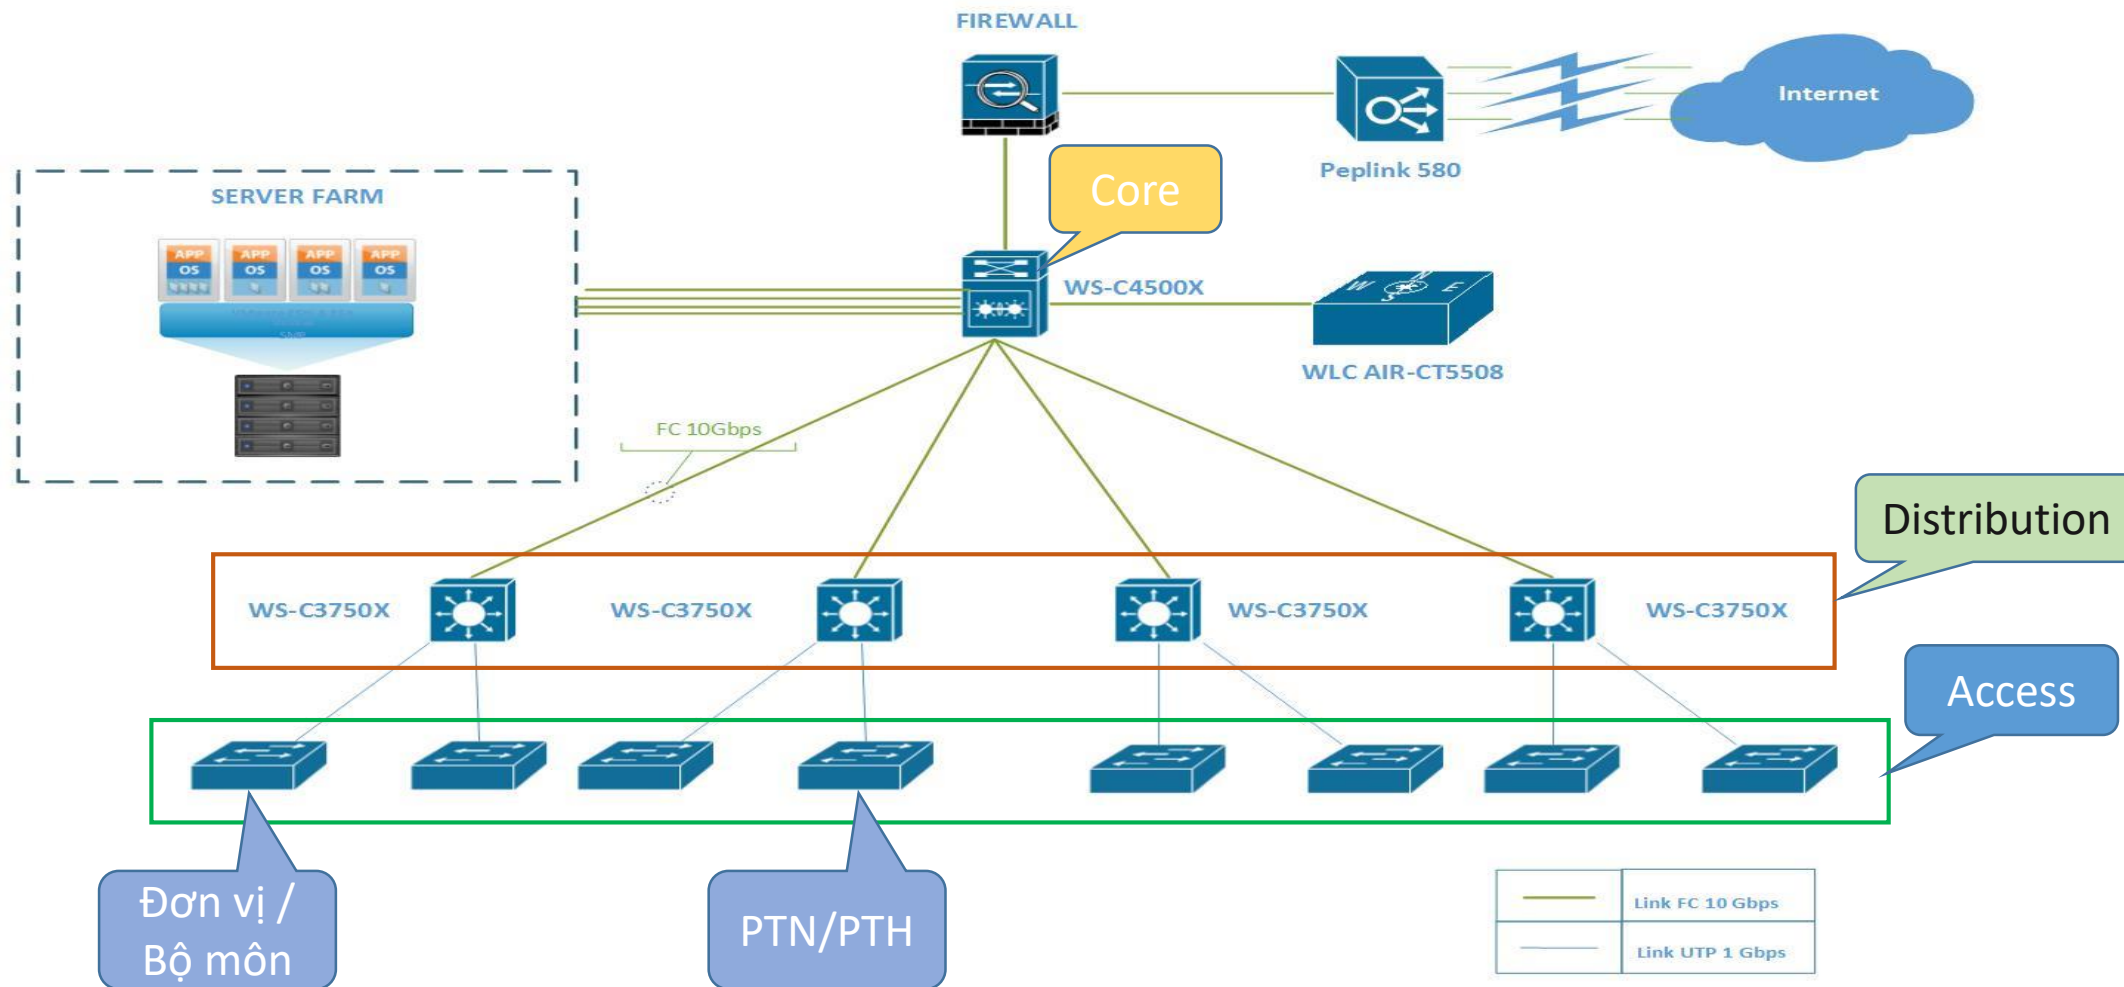 FIREWALL
Internet
Peplink 580
Core
SERVER FARM
APP
OS
APP
OS
APP
OS
APP
OS
WS-C4500X
WLC AIR-CT5508
FC 10Gbps
Distribution
WS-C3750X
WS-C3750X
WS-C3750X
WS-C3750X
Access
Đơn vị /
Bộ môn
PTN/PTH
Link FC 10 Gbps
Link UTP 1 Gbps
W
N
E
S